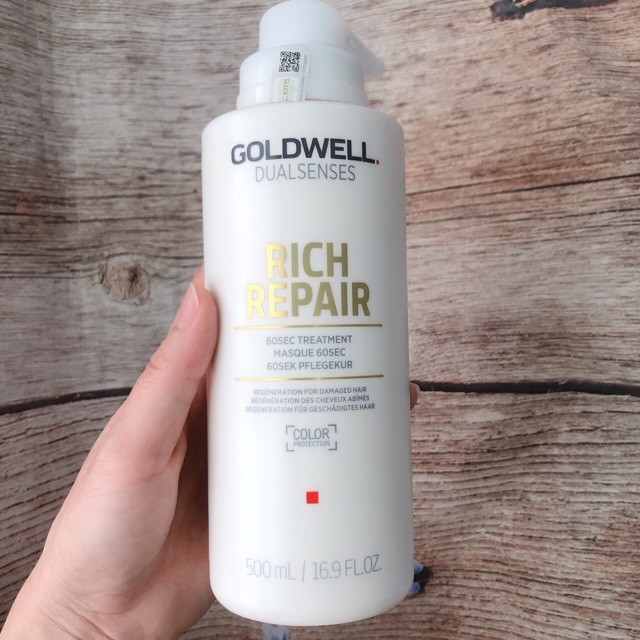 GOLDWELL.
DUALSENSES
RICH
REPAIR
60SEC TREATMENT
MASQUE 60SEC
60SEK PFLEGEKUR
REGENERATION FOR DAMAGED HAIR
RÉGÉNÉRATION DES CHEVEUX ABÎMÉS
REGENERATION FÜR GESCHÄDIGTES HAAR
COLOR
PROTECTION
500 mL / 16.9 FL.OZ.